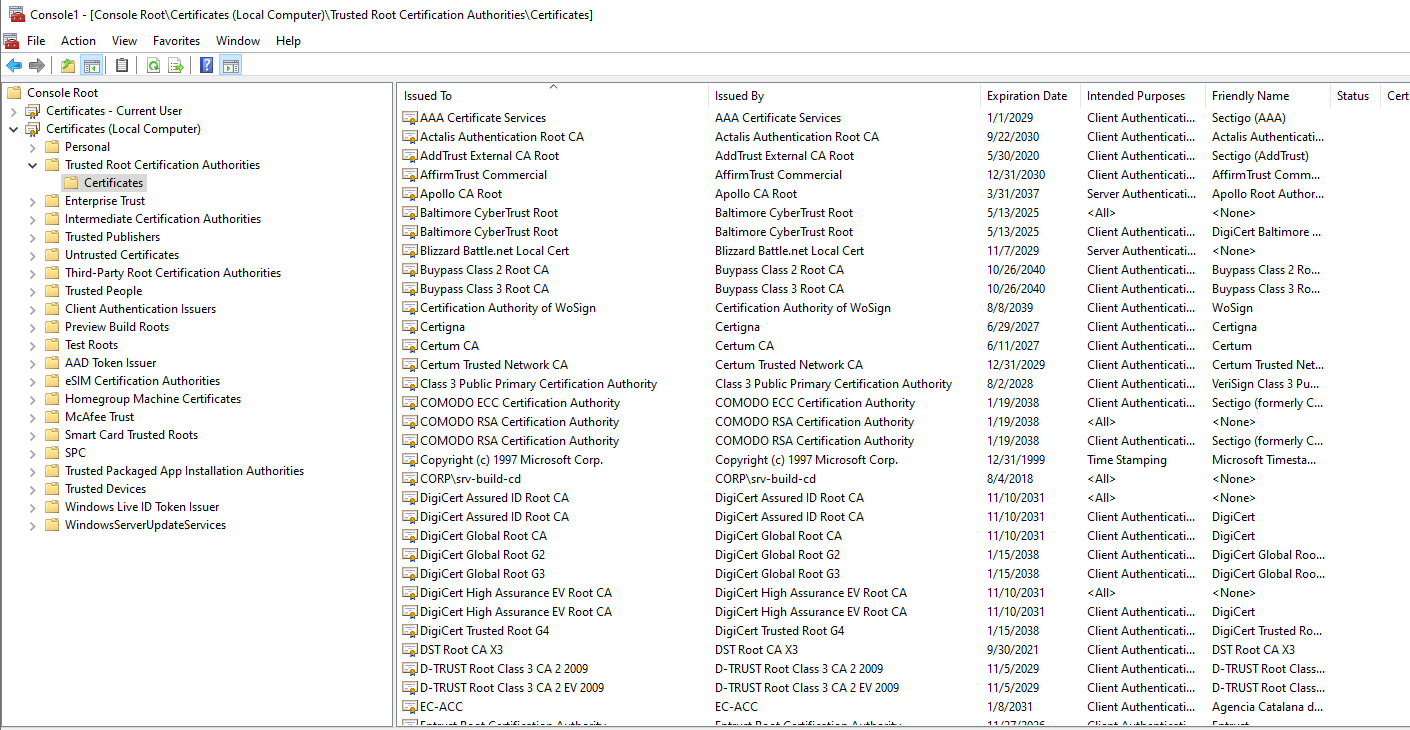 Console1 - [Console Root\Certificates (Local Computer)\Trusted Root Certification Authorities\Certificates]
File Action View Favorites Window Help
Console Root
Certificates - Current User
Certificates (Local Computer)
Personal
Trusted Root Certification Authorities
Certificates
Enterprise Trust
Intermediate Certification Authorities
Trusted Publishers
Untrusted Certificates
Third-Party Root Certification Authorities
Trusted People
Client Authentication Issuers
Preview Build Roots
Test Roots
AAD Token Issuer
eSIM Certification Authorities
Homegroup Machine Certificates
McAfee Trust
Smart Card Trusted Roots
SPC
Trusted Packaged App Installation Authorities
Trusted Devices
Windows Live ID Token Issuer
WindowsServerUpdateServices
Issued To Issued By Expiration Date Intended Purposes Friendly Name Status Cert
AAA Certificate Services AAA Certificate Services 1/1/2029 Client Authenticati... Sectigo (AAA)
Actalis Authentication Root CA Actalis Authentication Root CA 9/22/2030 Client Authenticati... Actalis Authenticati...
AddTrust External CA Root AddTrust External CA Root 5/30/2020 Client Authenticati... Sectigo (AddTrust)
AffirmTrust Commercial AffirmTrust Commercial 12/31/2030 Client Authenticati... AffirmTrust Comm...
Apollo CA Root Apollo CA Root 3/31/2037 Server Authenticati... Apollo Root Author...
Baltimore CyberTrust Root Baltimore CyberTrust Root 5/13/2025 <All> <None>
Baltimore CyberTrust Root Baltimore CyberTrust Root 5/13/2025 Client Authenticati... DigiCert Baltimore ...
Blizzard Battle.net Local Cert Blizzard Battle.net Local Cert 11/7/2029 Server Authenticati... <None>
Buypass Class 2 Root CA Buypass Class 2 Root CA 10/26/2040 Client Authenticati... Buypass Class 2 Ro...
Buypass Class 3 Root CA Buypass Class 3 Root CA 10/26/2040 Client Authenticati... Buypass Class 3 Ro...
Certification Authority of WoSign Certification Authority of WoSign 8/8/2039 Client Authenticati... WoSign
Certigna Certigna 6/29/2027 Client Authenticati... Certigna
Certum CA Certum CA 6/11/2027 Client Authenticati... Certum
Certum Trusted Network CA Certum Trusted Network CA 12/31/2029 Client Authenticati... Certum Trusted Net...
Class 3 Public Primary Certification Authority Class 3 Public Primary Certification Authority 8/2/2028 Client Authenticati... VeriSign Class 3 Pu...
COMODO ECC Certification Authority COMODO ECC Certification Authority 1/19/2038 Client Authenticati... Sectigo (formerly C...
COMODO RSA Certification Authority COMODO RSA Certification Authority 1/19/2038 <All> <None>
COMODO RSA Certification Authority COMODO RSA Certification Authority 1/19/2038 Client Authenticati... Sectigo (formerly C...
Copyright (c) 1997 Microsoft Corp. Copyright (c) 1997 Microsoft Corp. 12/31/1999 Time Stamping Microsoft Timesta...
CORP\srv-build-cd CORP\srv-build-cd 8/4/2018 <All> <None>
DigiCert Assured ID Root CA DigiCert Assured ID Root CA 11/10/2031 <All> <None>
DigiCert Assured ID Root CA DigiCert Assured ID Root CA 11/10/2031 Client Authenticati... DigiCert
DigiCert Global Root CA DigiCert Global Root CA 11/10/2031 Client Authenticati... DigiCert
DigiCert Global Root G2 DigiCert Global Root G2 1/15/2038 Client Authenticati... DigiCert Global Roo...
DigiCert Global Root G3 DigiCert Global Root G3 1/15/2038 Client Authenticati... DigiCert Global Roo...
DigiCert High Assurance EV Root CA DigiCert High Assurance EV Root CA 11/10/2031 <All> <None>
DigiCert High Assurance EV Root CA DigiCert High Assurance EV Root CA 11/10/2031 Client Authenticati... DigiCert
DigiCert Trusted Root G4 DigiCert Trusted Root G4 1/15/2038 Client Authenticati... DigiCert Trusted Ro...
DST Root CA X3 DST Root CA X3 9/30/2021 Client Authenticati... DST Root CA X3
D-TRUST Root Class 3 CA 2 2009 D-TRUST Root Class 3 CA 2 2009 11/5/2029 Client Authenticati... D-TRUST Root Class...
D-TRUST Root Class 3 CA 2 EV 2009 D-TRUST Root Class 3 CA 2 EV 2009 11/5/2029 Client Authenticati... D-TRUST Root Class...
EC-ACC EC-ACC 1/8/2031 Client Authenticati... Agencia Catalana d...
Entrust Root Certification Authority Entrust Root Certification Authority 11/27/2026 Client Authenticati... Entrust